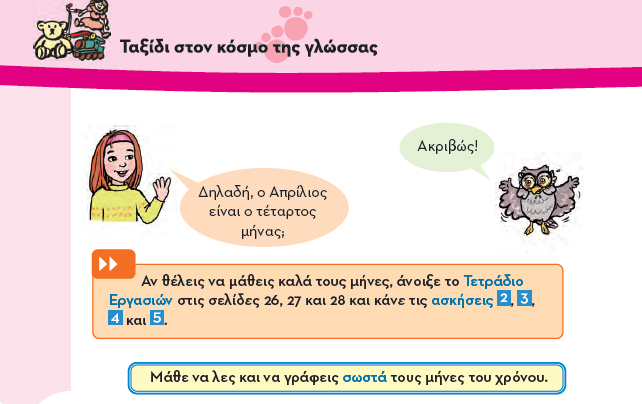 Ταξίδι στον κόσμο της γλώσσας
Ακριβώς!
Δηλαδή, ο Απρίλιος
είναι ο τέταρτος
μήνας;
Αν θέλεις να μάθεις καλά τους μήνες, άνοιξε το Τετράδιο
Εργασιών στις σελίδες 26, 27 και 28 και κάνε τις ασκήσεις 2, 3,
4 και 5.
Μάθε να λες και να γράφεις σωστά τους μήνες του χρόνου.